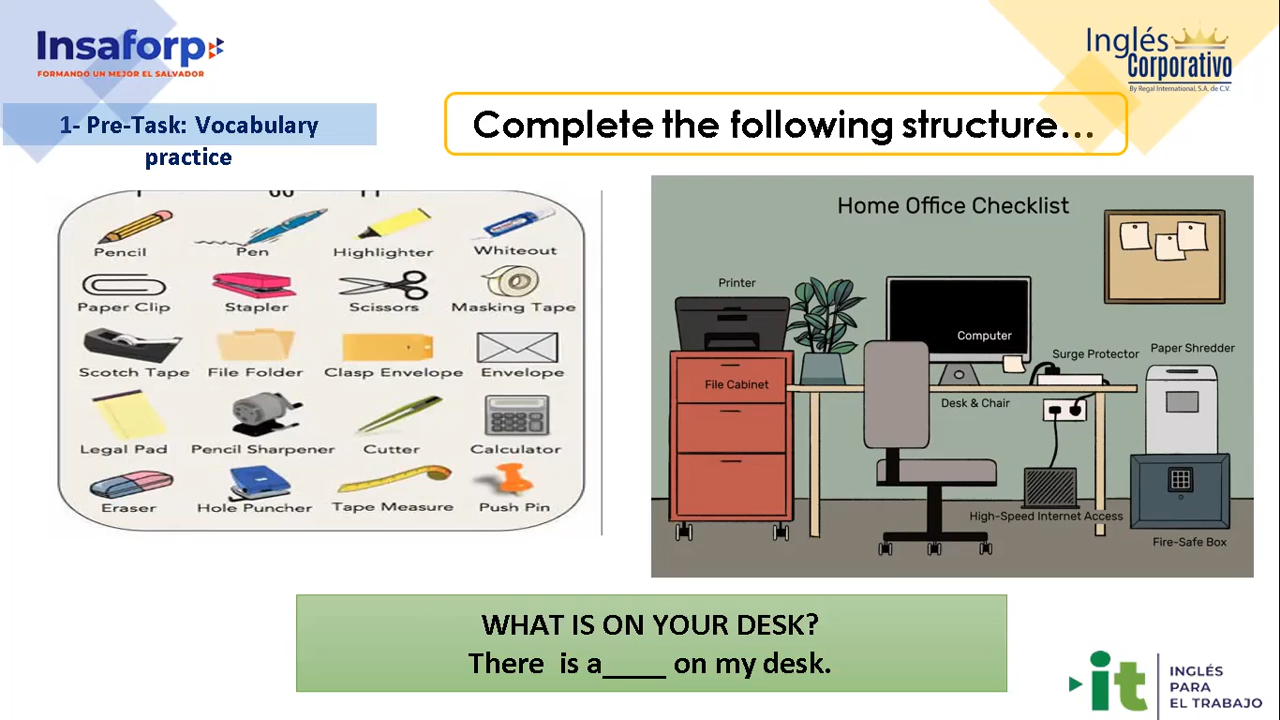 Insaforp
FORMANDO UN MEJOR EL SALVADOR
Inglés
Corporativo
By Regal International, S.A. de C.V.
1- Pre-Task: Vocabulary
practice
Complete the following structure...
Pencil Pen Highlighter Whiteout
Paper Clip Stapler Scissors Masking Tape
Scotch Tape File Folder Clasp Envelope Envelope
Legal Pad Pencil Sharpener Cutter Calculator
Eraser Hole Puncher Tape Measure Push Pin
Home Office Checklist
Printer
Computer
Surge Protector
Paper Shredder
File Cabinet
Desk & Chair
High-Speed Internet Access
Fire-Safe Box
WHAT IS ON YOUR DESK?
There is a____ on my desk.
it
INGLÉS
PARA
EL TRABAJO